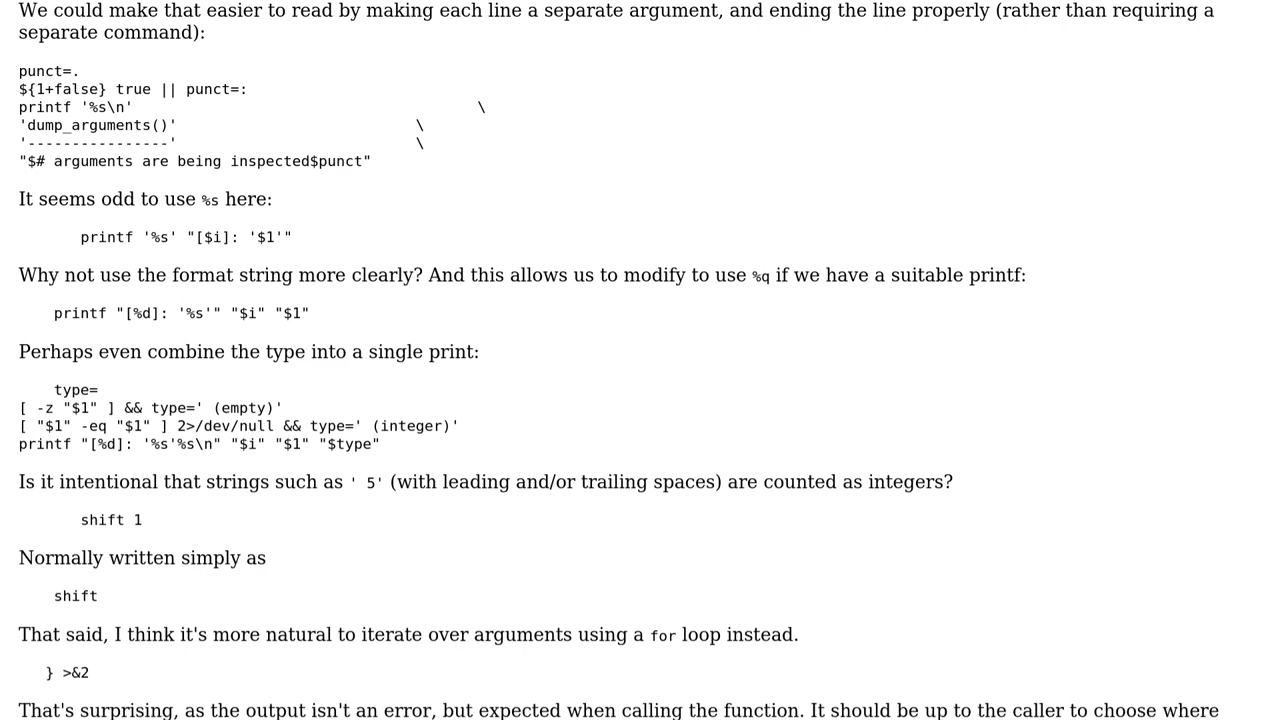 We could make that easier to read by making each line a separate argument, and ending the line properly (rather than requiring a
separate command):
punct=.
${1+false} true || punct=:
printf '%s\n' \
'dump_arguments()' \
'----------------' \
"$# arguments are being inspected$punct"
It seems odd to use %s here:
printf '%s' "[$i]: '$1'"
Why not use the format string more clearly? And this allows us to modify to use %q if we have a suitable printf:
printf "[%d]: '%s'" "$i" "$1"
Perhaps even combine the type into a single print:
type=
[ -z "$1" ] && type=' (empty)'
[ "$1" -eq "$1" ] 2>/dev/null && type=' (integer)'
printf "[%d]: '%s'%s\n" "$i" "$1" "$type"
Is it intentional that strings such as ' 5' (with leading and/or trailing spaces) are counted as integers?
shift 1
Normally written simply as
shift
That said, I think it's more natural to iterate over arguments using a for loop instead.
} >&2
That's surprising, as the output isn't an error, but expected when calling the function. It should be up to the caller to choose where